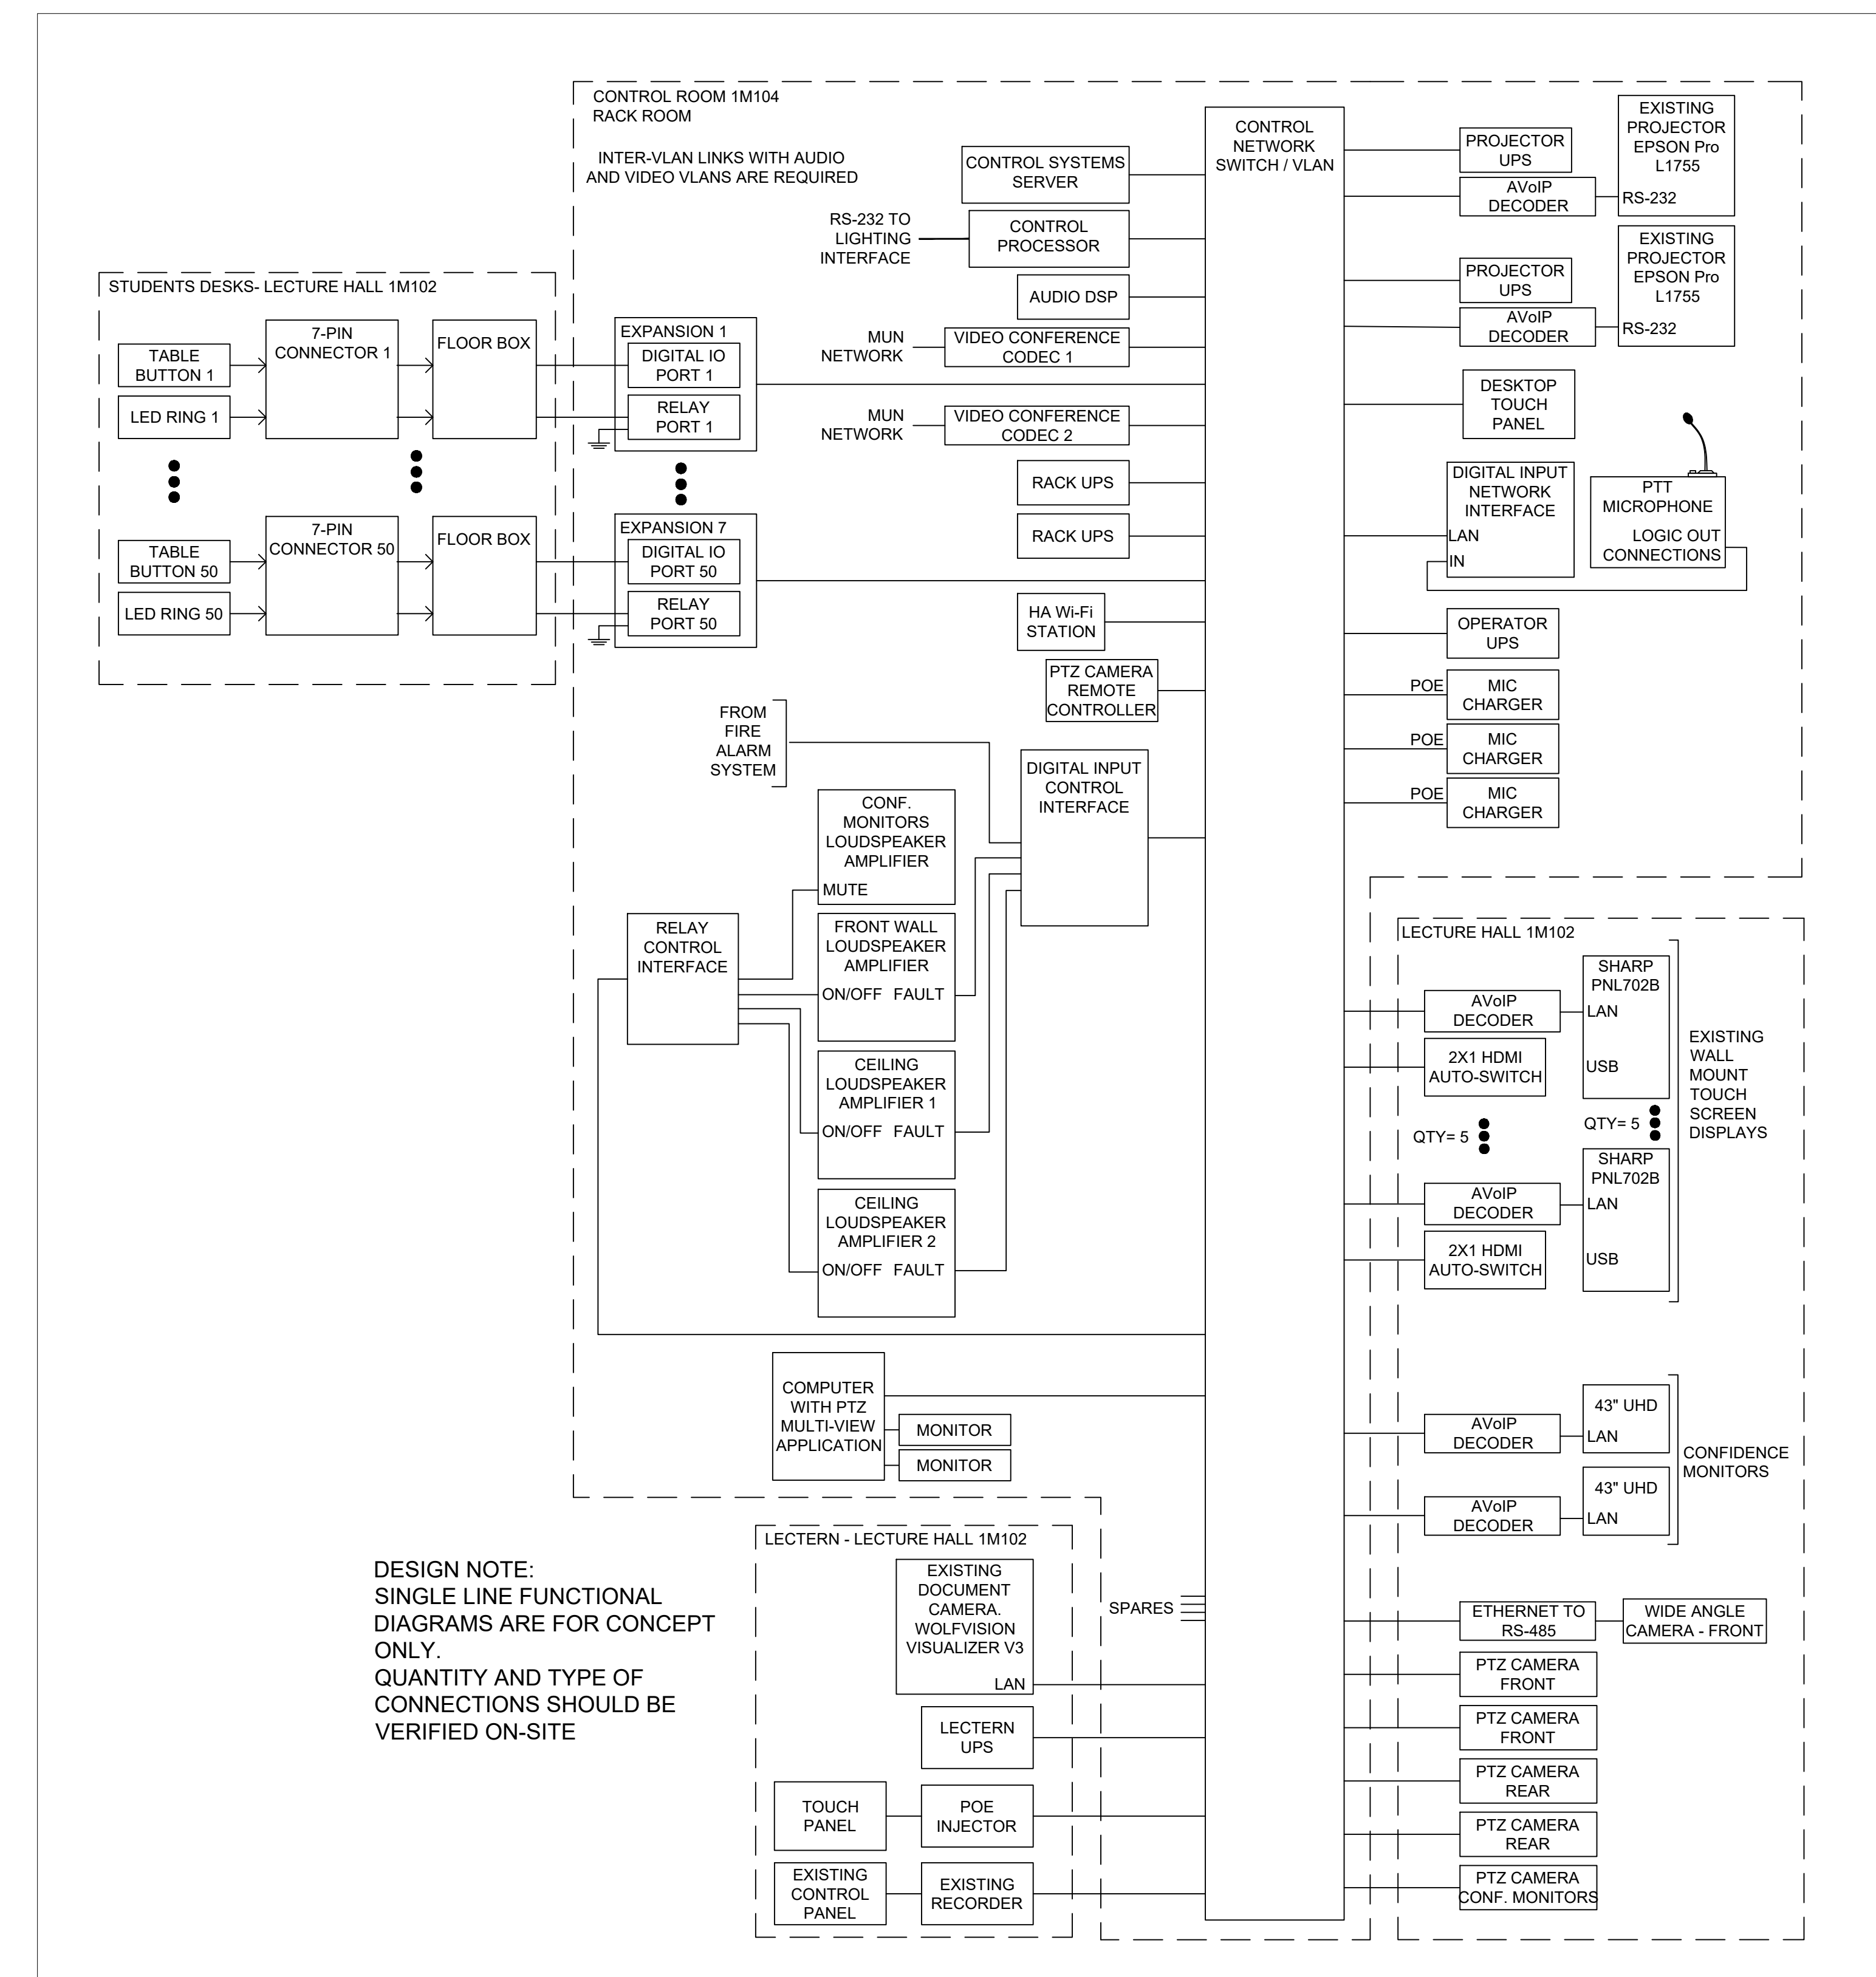 CONTROL ROOM 1M104
RACK ROOM
INTER-VLAN LINKS WITH AUDIO
AND VIDEO VLANS ARE REQUIRED
CONTROL SYSTEMS
SERVER
RS-232 TO
LIGHTING
INTERFACE
CONTROL
PROCESSOR
AUDIO DSP
MUN
NETWORK
VIDEO CONFERENCE
CODEC 1
MUN
NETWORK
VIDEO CONFERENCE
CODEC 2
RACK UPS
RACK UPS
HA Wi-Fi
STATION
PTZ CAMERA
REMOTE
CONTROLLER
STUDENTS DESKS- LECTURE HALL 1M102
TABLE
BUTTON 1
LED RING 1
7-PIN
CONNECTOR 1
FLOOR BOX
EXPANSION 1
DIGITAL IO
PORT 1
RELAY
PORT 1
TABLE
BUTTON 50
LED RING 50
7-PIN
CONNECTOR 50
FLOOR BOX
EXPANSION 7
DIGITAL IO
PORT 50
RELAY
PORT 50
FROM
FIRE
ALARM
SYSTEM
DIGITAL INPUT
CONTROL
INTERFACE
CONF.
MONITORS
LOUDSPEAKER
AMPLIFIER
MUTE
RELAY
CONTROL
INTERFACE
FRONT WALL
LOUDSPEAKER
AMPLIFIER
ON/OFF FAULT
CEILING
LOUDSPEAKER
AMPLIFIER 1
ON/OFF FAULT
CEILING
LOUDSPEAKER
AMPLIFIER 2
ON/OFF FAULT
COMPUTER
WITH PTZ
MULTI-VIEW
APPLICATION
MONITOR
MONITOR
CONTROL
NETWORK
SWITCH / VLAN
PROJECTOR
UPS
AVoIP
DECODER
EXISTING
PROJECTOR
EPSON Pro
L1755
RS-232
PROJECTOR
UPS
AVoIP
DECODER
EXISTING
PROJECTOR
EPSON Pro
L1755
RS-232
DESKTOP
TOUCH
PANEL
DIGITAL INPUT
NETWORK
INTERFACE
LAN
IN
PTT
MICROPHONE
LOGIC OUT
CONNECTIONS
OPERATOR
UPS
POE
MIC
CHARGER
POE
MIC
CHARGER
POE
MIC
CHARGER
LECTURE HALL 1M102
AVoIP
DECODER
2X1 HDMI
AUTO-SWITCH
SHARP
PNL702B
LAN
USB
QTY= 5
QTY= 5
AVoIP
DECODER
2X1 HDMI
AUTO-SWITCH
SHARP
PNL702B
LAN
USB
EXISTING
WALL
MOUNT
TOUCH
SCREEN
DISPLAYS
AVoIP
DECODER
43" UHD
LAN
AVoIP
DECODER
43" UHD
LAN
CONFIDENCE
MONITORS
ETHERNET TO
RS-485
WIDE ANGLE
CAMERA - FRONT
PTZ CAMERA
FRONT
PTZ CAMERA
FRONT
PTZ CAMERA
REAR
PTZ CAMERA
REAR
PTZ CAMERA
CONF. MONITORS
SPARES
LECTERN - LECTURE HALL 1M102
EXISTING
DOCUMENT
CAMERA.
WOLFVISION
VISUALIZER V3
LAN
LECTERN
UPS
TOUCH
PANEL
POE
INJECTOR
EXISTING
CONTROL
PANEL
EXISTING
RECORDER
DESIGN NOTE:
SINGLE LINE FUNCTIONAL
DIAGRAMS ARE FOR CONCEPT
ONLY.
QUANTITY AND TYPE OF
CONNECTIONS SHOULD BE
VERIFIED ON-SITE